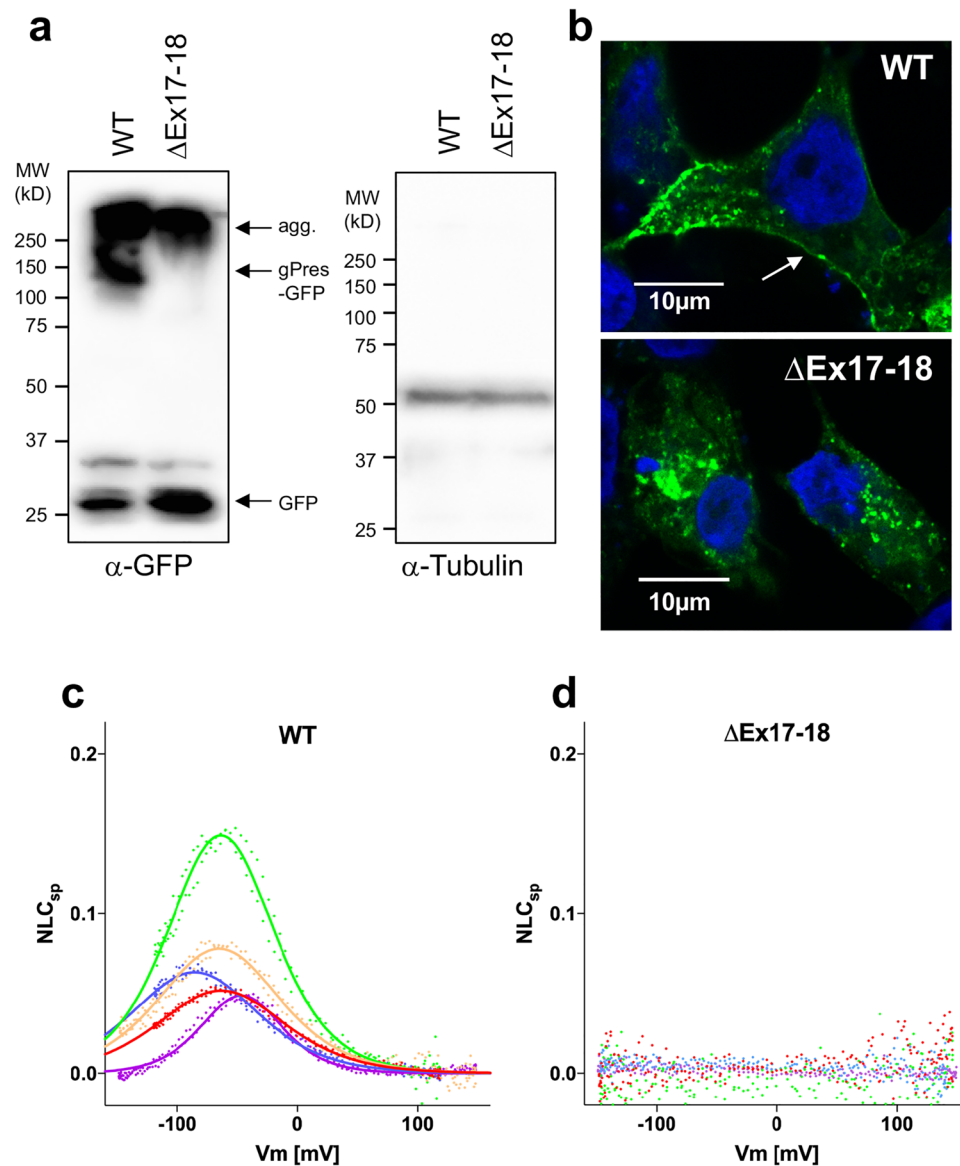 a
WT
ΔEx17-18
MW
(kD)
250
150
100
75
50
37
25
agg.
gPres
-GFP
GFP
α-GFP
WT
ΔEx17-18
MW
(kD)
250
150
100
75
50
37
25
α-Tubulin
b
WT
10µm
ΔEx17-18
10µm
c
WT
0.2
0.1
0.0
NLCsp
-100
0
100
Vm [mV]
d
ΔEx17-18
0.2
0.1
0.0
NLCsp
-100
0
100
Vm [mV]